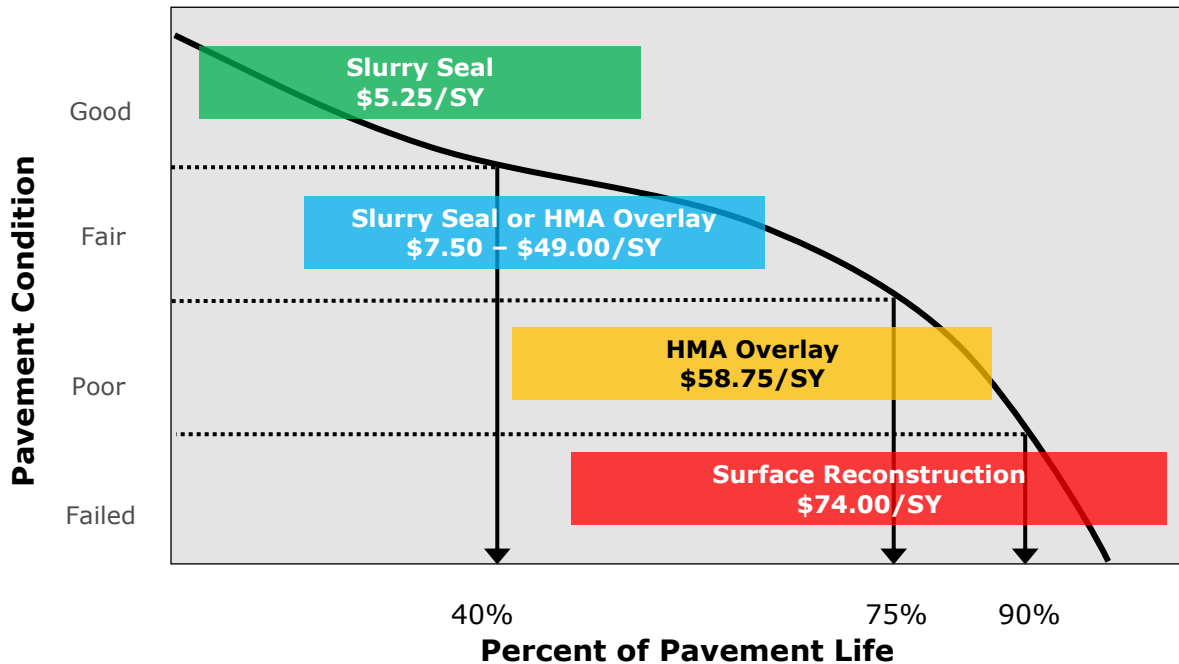 Pavement Condition
Good
Fair
Poor
Failed
Slurry Seal
$5.25/SY
Slurry Seal or HMA Overlay
$7.50 – $49.00/SY
HMA Overlay
$58.75/SY
Surface Reconstruction
$74.00/SY
40%
75%
90%
Percent of Pavement Life